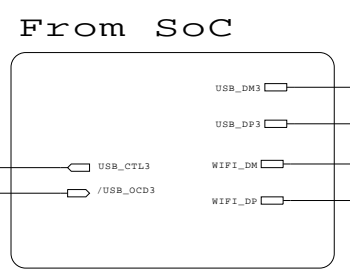 From SoC
USB_DM3
USB_DP3
USB_CTL3
WIFI_DM
/USB_OCD3
WIFI_DP